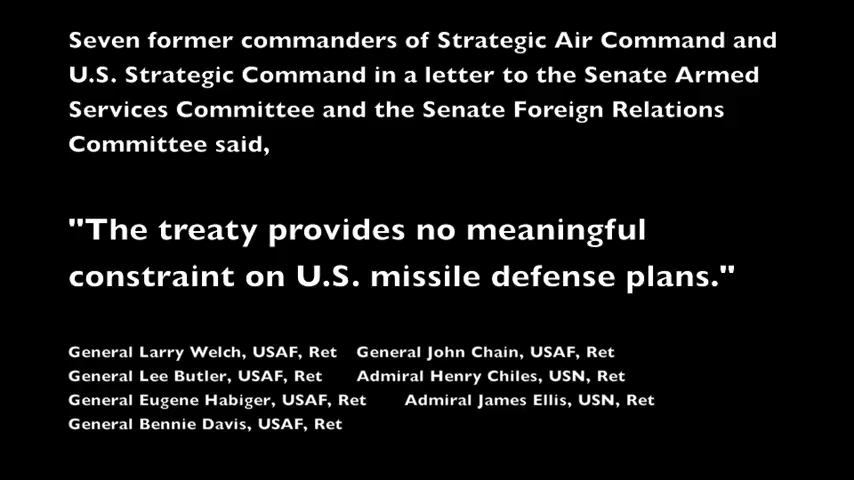 Seven former commanders of Strategic Air Command and
U.S. Strategic Command in a letter to the Senate Armed
Services Committee and the Senate Foreign Relations
Committee said,
"The treaty provides no meaningful
constraint on U.S. missile defense plans."
General Larry Welch, USAF, Ret General John Chain, USAF, Ret
General Lee Butler, USAF, Ret Admiral Henry Chiles, USN, Ret
General Eugene Habiger, USAF, Ret Admiral James Ellis, USN, Ret
General Bennie Davis, USAF, Ret